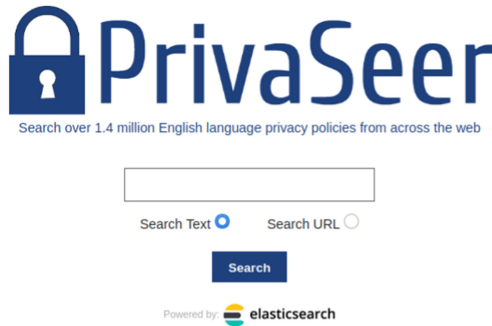 PrivaSeer
Search over 1.4 million English language privacy policies from across the web
Search Text Search URL
Search
Powered by: elasticsearch